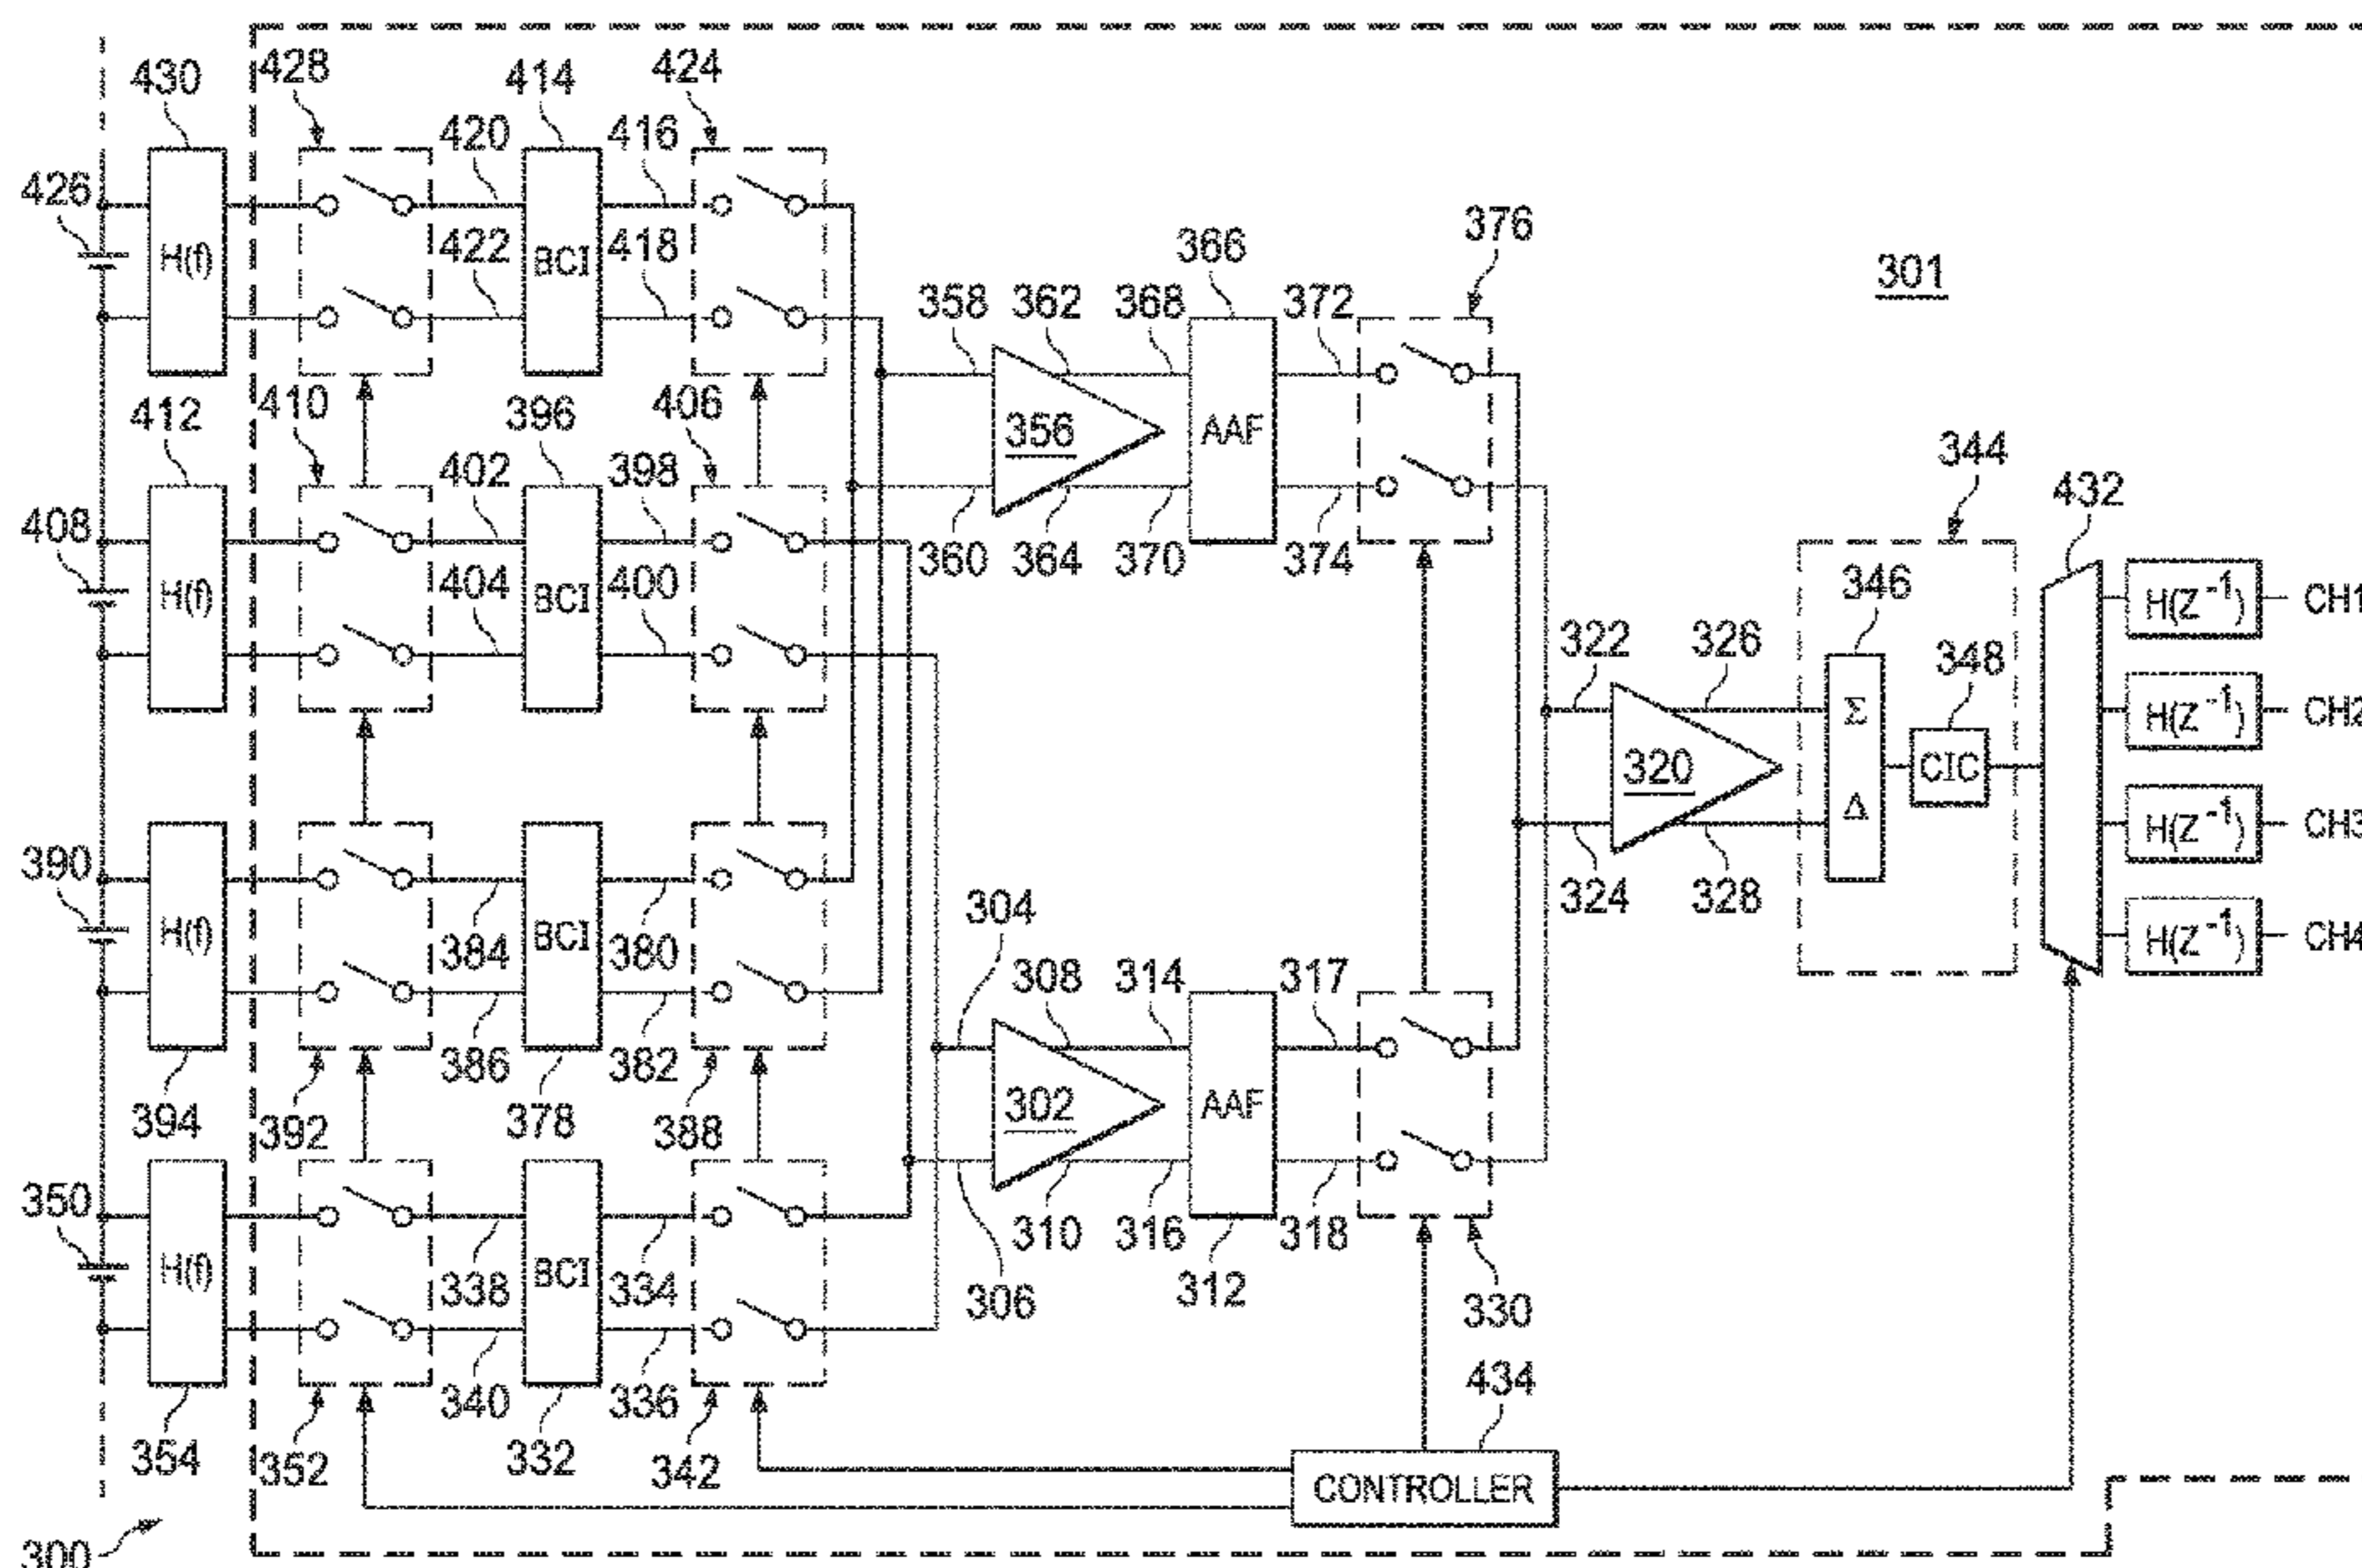 430 428 414 424
420 416
426 H(f) 422 BCI 418
376
366
301
358 362 368 372
412 410 396 406
356 AAF
402 398
344
408 H(f) 404 BCI 400
360 364 370 374
432
346
H(Z⁻¹) CH1
322 326
348
Σ
H(Z⁻¹) CH2
320 CIC
Δ
H(Z⁻¹) CH3
390 H(f) 384 BCI 380
324 328
304
H(Z⁻¹) CH4
308 314 317
386 382
394 392 378 388
302 AAF
350 H(f) 338 BCI 334
306 310 316 312 318 330
340 336
434
354 352 332 342
CONTROLLER
300